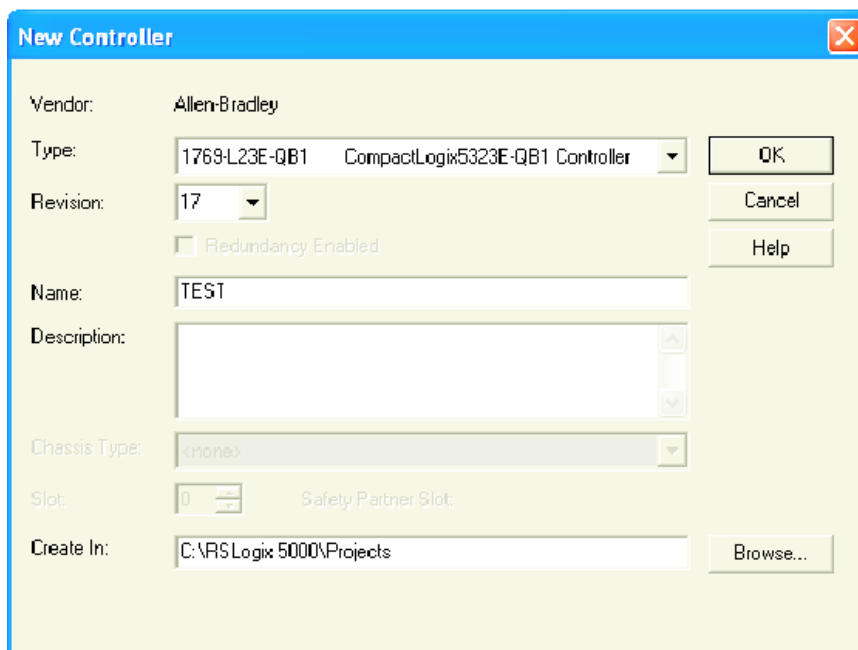 New Controller
Vendor: Allen-Bradley
Type: 1769-L23E-QB1 CompactLogix5323E-QB1 Controller OK
Revision: 17 Cancel
Redundancy Enabled Help
Name: TEST
Description:
Chassis Type: <none>
Slot: 0 Safety Partner Slot:
Create In: C:\RSLogix 5000\Projects Browse...